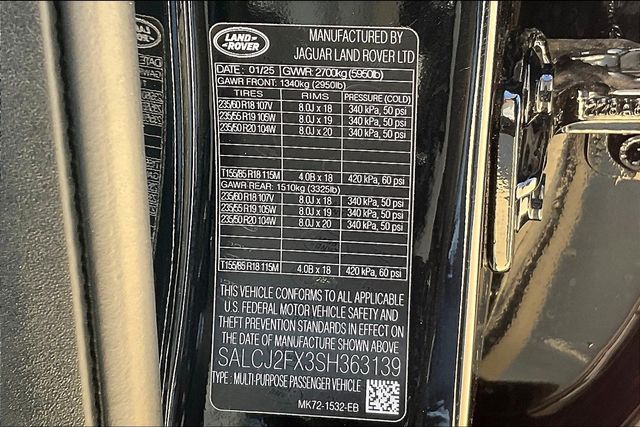 LAND
ROVER
MANUFACTURED BY
JAGUAR LAND ROVER LTD
DATE: 01/25 GVWR: 2700kg (5950lb)
GAWR FRONT: 1340kg (2950lb)
TIRES RIMS PRESSURE (COLD)
235/60 R18 107V 8.0J x 18 340 kPa, 50 psi
235/55 R19 105W 8.0J x 19 340 kPa, 50 psi
235/50 R20 104W 8.0J x 20 340 kPa, 50 psi
T155/85 R18 115M 4.0B x 18 420 kPa, 60 psi
GAWR REAR: 1510kg (3325lb)
235/60 R18 107V 8.0J x 18 340 kPa, 50 psi
235/55 R19 105W 8.0J x 19 340 kPa, 50 psi
235/50 R20 104W 8.0J x 20 340 kPa, 50 psi
T155/85 R18 115M 4.0B x 18 420 kPa, 60 psi
THIS VEHICLE CONFORMS TO ALL APPLICABLE
U.S. FEDERAL MOTOR VEHICLE SAFETY AND
THEFT PREVENTION STANDARDS IN EFFECT ON
THE DATE OF MANUFACTURE SHOWN ABOVE
SALCJ2FX3SH363139
TYPE : MULTI-PURPOSE PASSENGER VEHICLE
MK72-1532-EB